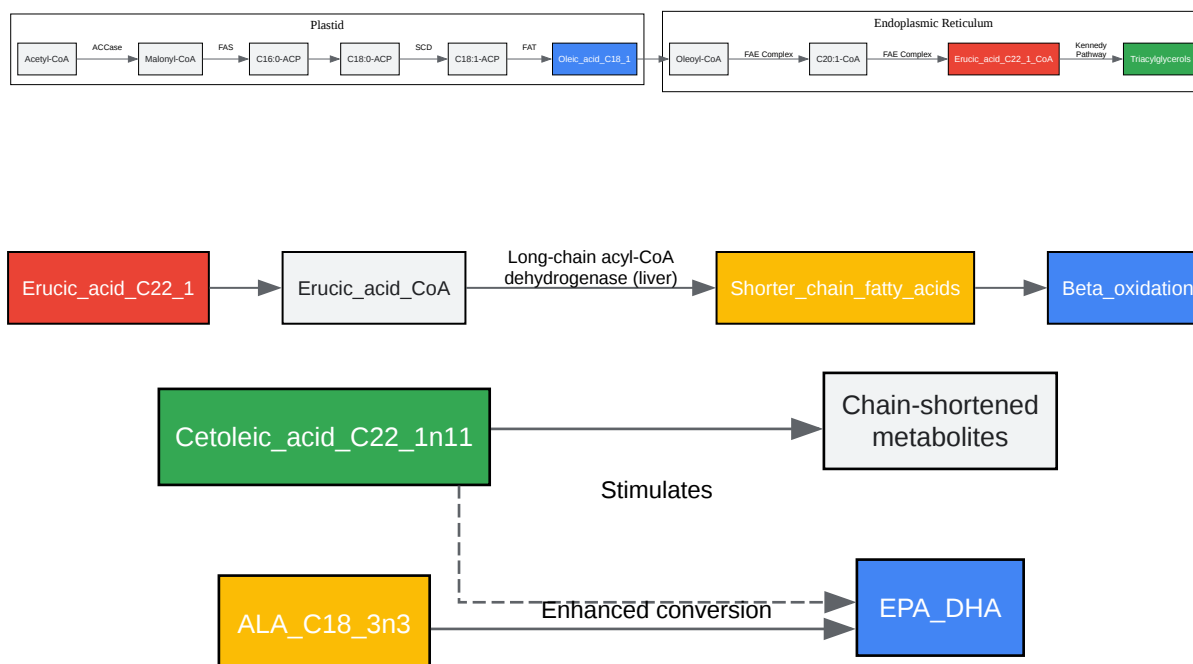 Plastid
Endoplasmic Reticulum
Acetyl-CoA
ACCase
Malonyl-CoA
FAS
C16:0-ACP
C18:0-ACP
SCD
C18:1-ACP
FAT
Oleic_acid_C18_1
Oleoyl-CoA
FAE Complex
C20:1-CoA
FAE Complex
Erucic_acid_C22_1_CoA
Kennedy
Pathway
Triacylglycerols
Erucic_acid_C22_1
Erucic_acid_CoA
Long-chain acyl-CoA
dehydrogenase (liver)
Shorter_chain_fatty_acids
Beta_oxidation
Cetoleic_acid_C22_1n11
Chain-shortened
metabolites
Stimulates
ALA_C18_3n3
Enhanced conversion
EPA_DHA